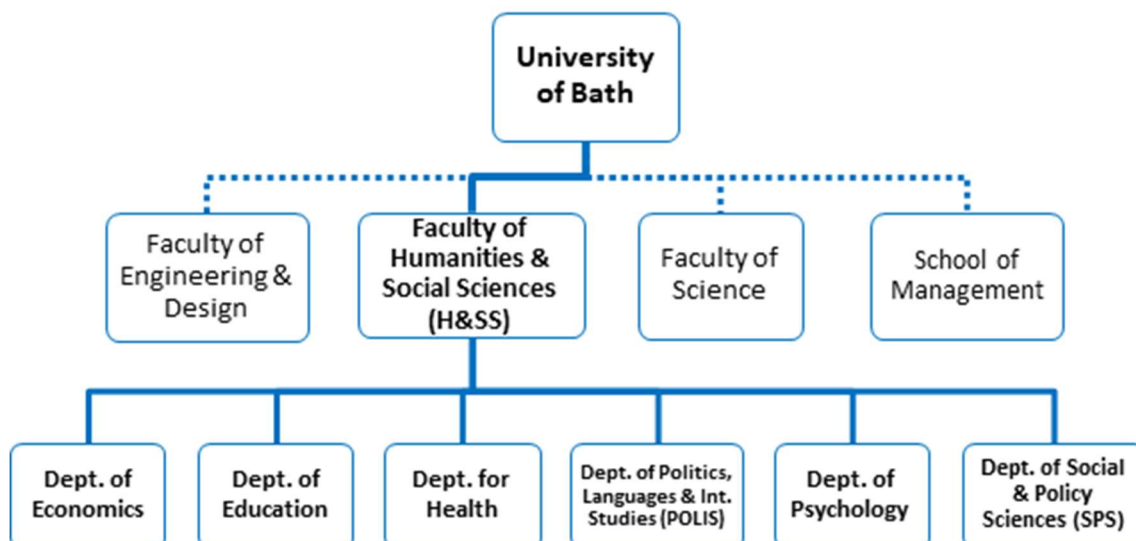 University
of Bath
Faculty of
Engineering &
Design
Faculty of
Humanities &
Social Sciences
(H&SS)
Faculty of
Science
School of
Management
Dept. of
Economics
Dept. of
Education
Dept. for
Health
Dept. of Politics,
Languages & Int.
Studies (POLIS)
Dept. of
Psychology
Dept. of Social
& Policy
Sciences (SPS)